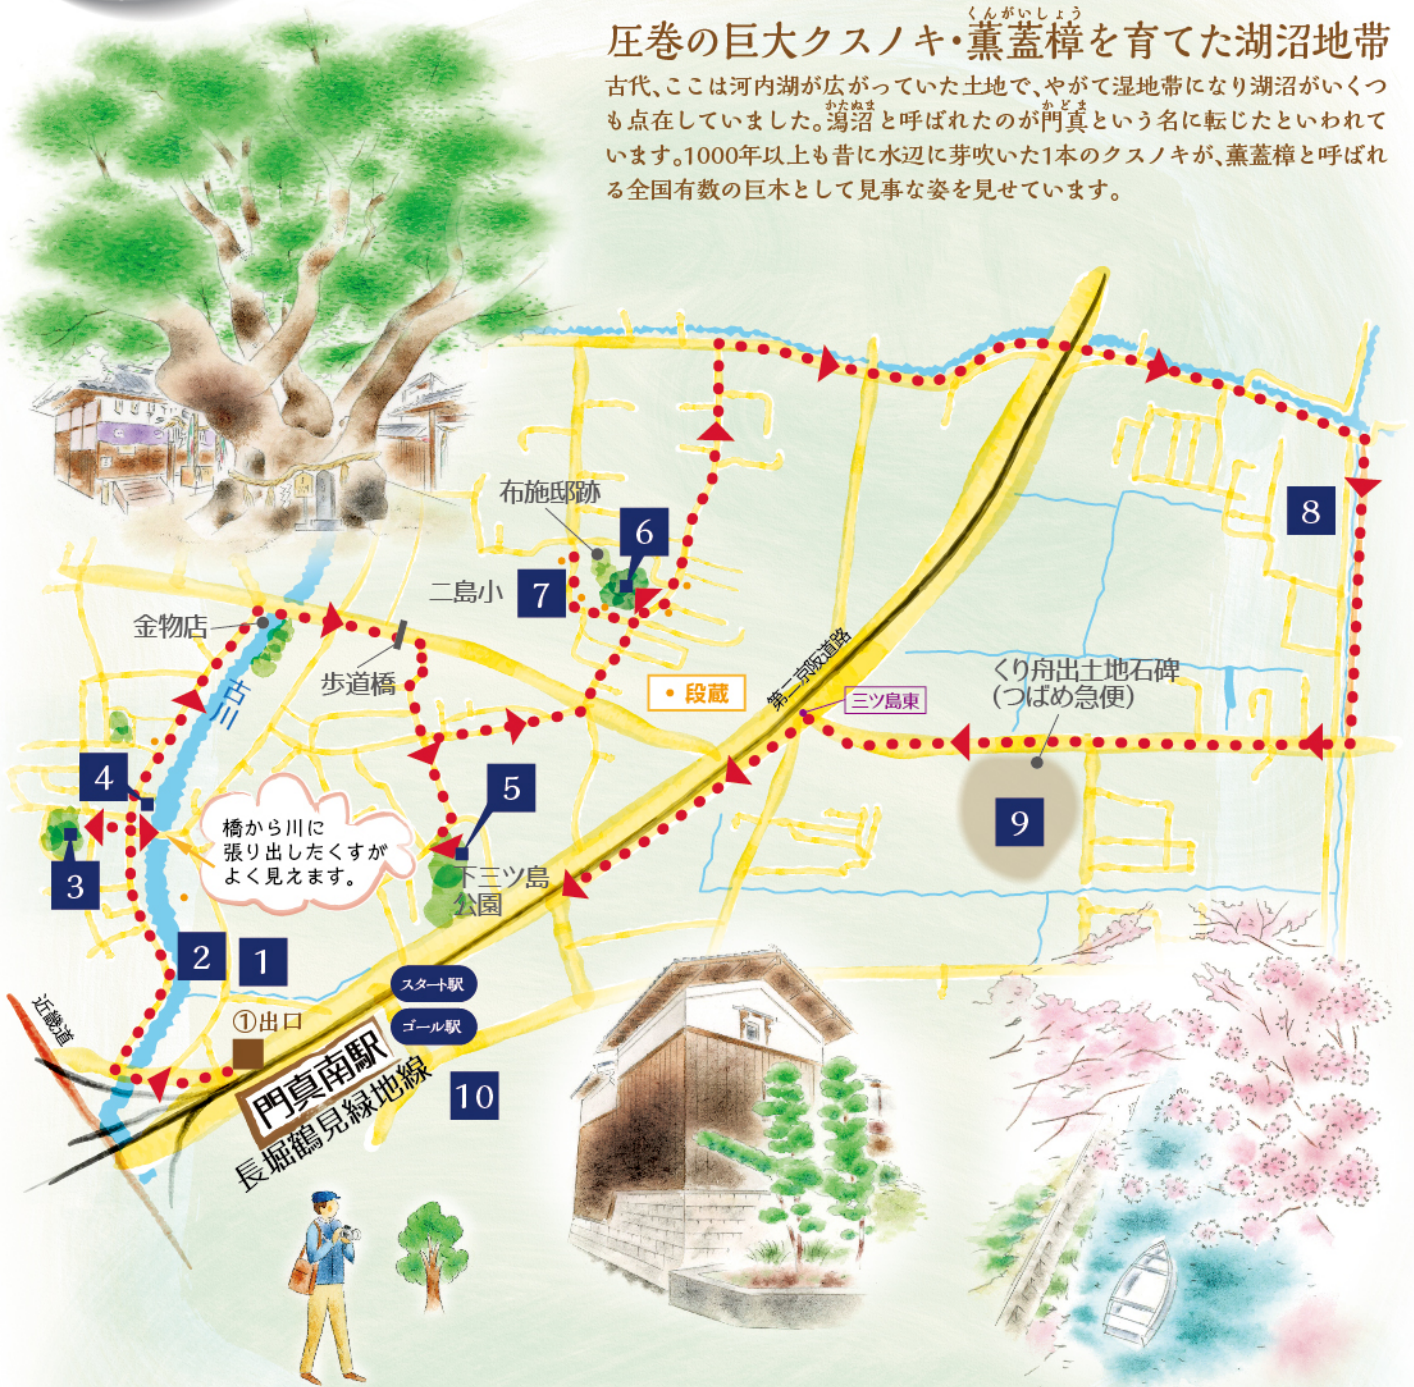 くんがいしょう
圧巻の巨大クスノキ・薫蓋樟を育てた湖沼地帯
古代、ここは河内湖が広がっていた土地で、やがて湿地帯になり湖沼がいくつ
かたぬま かどま
も点在していました。潟沼と呼ばれたのが門真という名に転じたといわれて
います。1000年以上も昔に水辺に芽吹いた1本のクスノキが、薫蓋樟と呼ばれ
る全国有数の巨木として見事な姿を見せています。
布施邸跡
6
8
二島小
7
金物店
歩道橋
古川
・段蔵
第二京阪道路
三ツ島東
くり舟出土地石碑
(つばめ急便)
4
5
9
橋から川に
張り出したくすが
よく見えます。
3
下三ツ島
公園
2
1
スタート駅
ゴール駅
近畿道
①出口
門真南駅
長堀鶴見緑地線
10